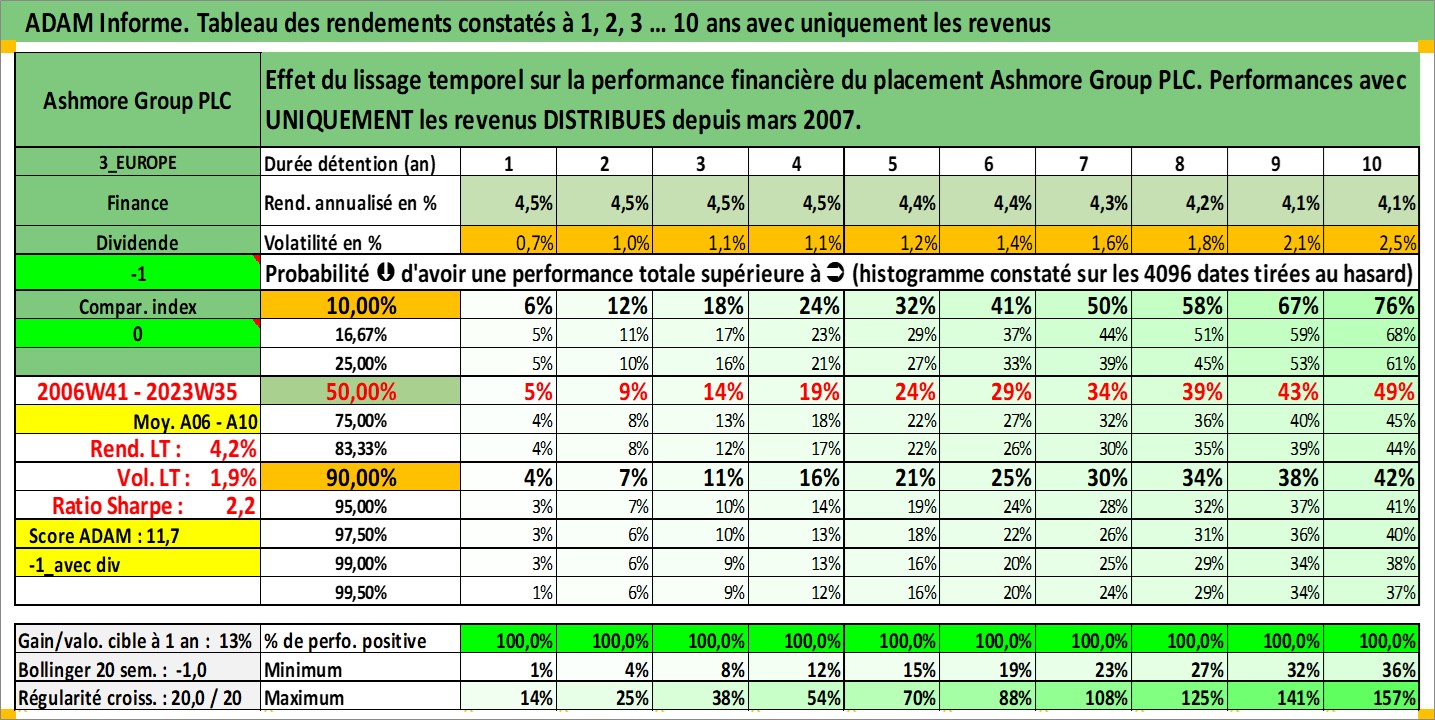 ADAM Informe. Tableau des rendements constatés à 1, 2, 3 ... 10 ans avec uniquement les revenus
Ashmore Group PLC
Effet du lissage temporel sur la performance financière du placement Ashmore Group PLC. Performances avec
UNIQUEMENT les revenus DISTRIBUES depuis mars 2007.
3_EUROPE Durée détention (an) 1 2 3 4 5 6 7 8 9 10
Finance Rend. annualisé en % 4,5% 4,5% 4,5% 4,5% 4,4% 4,4% 4,3% 4,2% 4,1% 4,1%
Dividende Volatilité en % 0,7% 1,0% 1,1% 1,1% 1,2% 1,4% 1,6% 1,8% 2,1% 2,5%
-1 Probabilité d'avoir une performance totale supérieure à (histogramme constaté sur les 4096 dates tirées au hasard)
Compar. index 10,00% 6% 12% 18% 24% 32% 41% 50% 58% 67% 76%
0 16,67% 5% 11% 17% 23% 29% 37% 44% 51% 59% 68%
25,00% 5% 10% 16% 21% 27% 33% 39% 45% 53% 61%
2006W41 - 2023W35 50,00% 5% 9% 14% 19% 24% 29% 34% 39% 43% 49%
Moy. A06 - A10 75,00% 4% 8% 13% 18% 22% 27% 32% 36% 40% 45%
Rend. LT : 4,2% 83,33% 4% 8% 12% 17% 22% 26% 30% 35% 39% 44%
Vol. LT : 1,9% 90,00% 4% 7% 11% 16% 21% 25% 30% 34% 38% 42%
Ratio Sharpe : 2,2 95,00% 3% 7% 10% 14% 19% 24% 28% 32% 37% 41%
Score ADAM : 11,7 97,50% 3% 6% 10% 13% 18% 22% 26% 31% 36% 40%
-1_avec div 99,00% 3% 6% 9% 13% 16% 20% 25% 29% 34% 38%
99,50% 1% 6% 9% 12% 16% 20% 24% 29% 34% 37%
Gain/valo. cible à 1 an : 13% % de perfo. positive 100,0% 100,0% 100,0% 100,0% 100,0% 100,0% 100,0% 100,0% 100,0% 100,0%
Bollinger 20 sem. : -1,0 Minimum 1% 4% 8% 12% 15% 19% 23% 27% 32% 36%
Régularité croiss. : 20,0 / 20 Maximum 14% 25% 38% 54% 70% 88% 108% 125% 141% 157%